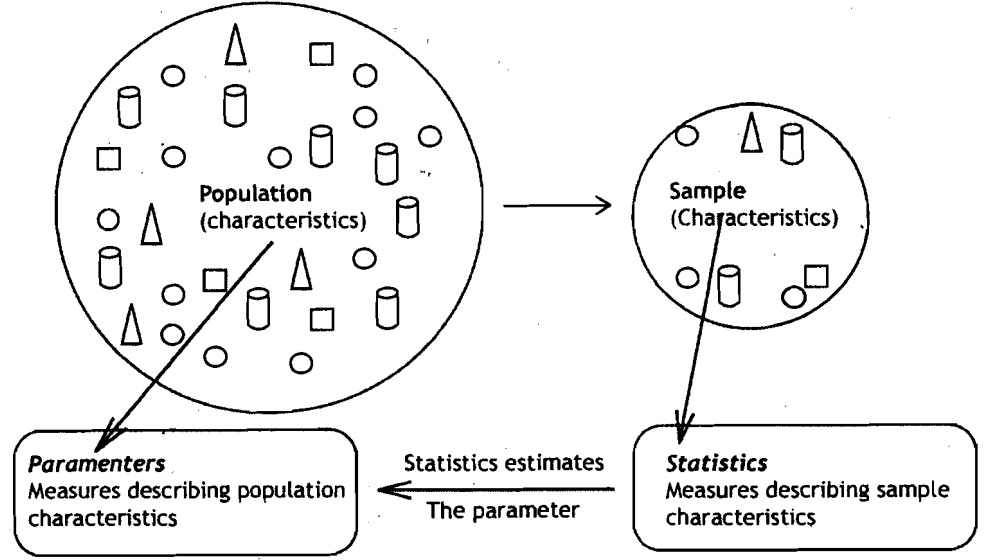 Population
(characteristics)
Sample
(Characteristics)
Paramenters
Measures describing population
characteristics
Statistics estimates
The parameter
Statistics
Measures describing sample
characteristics